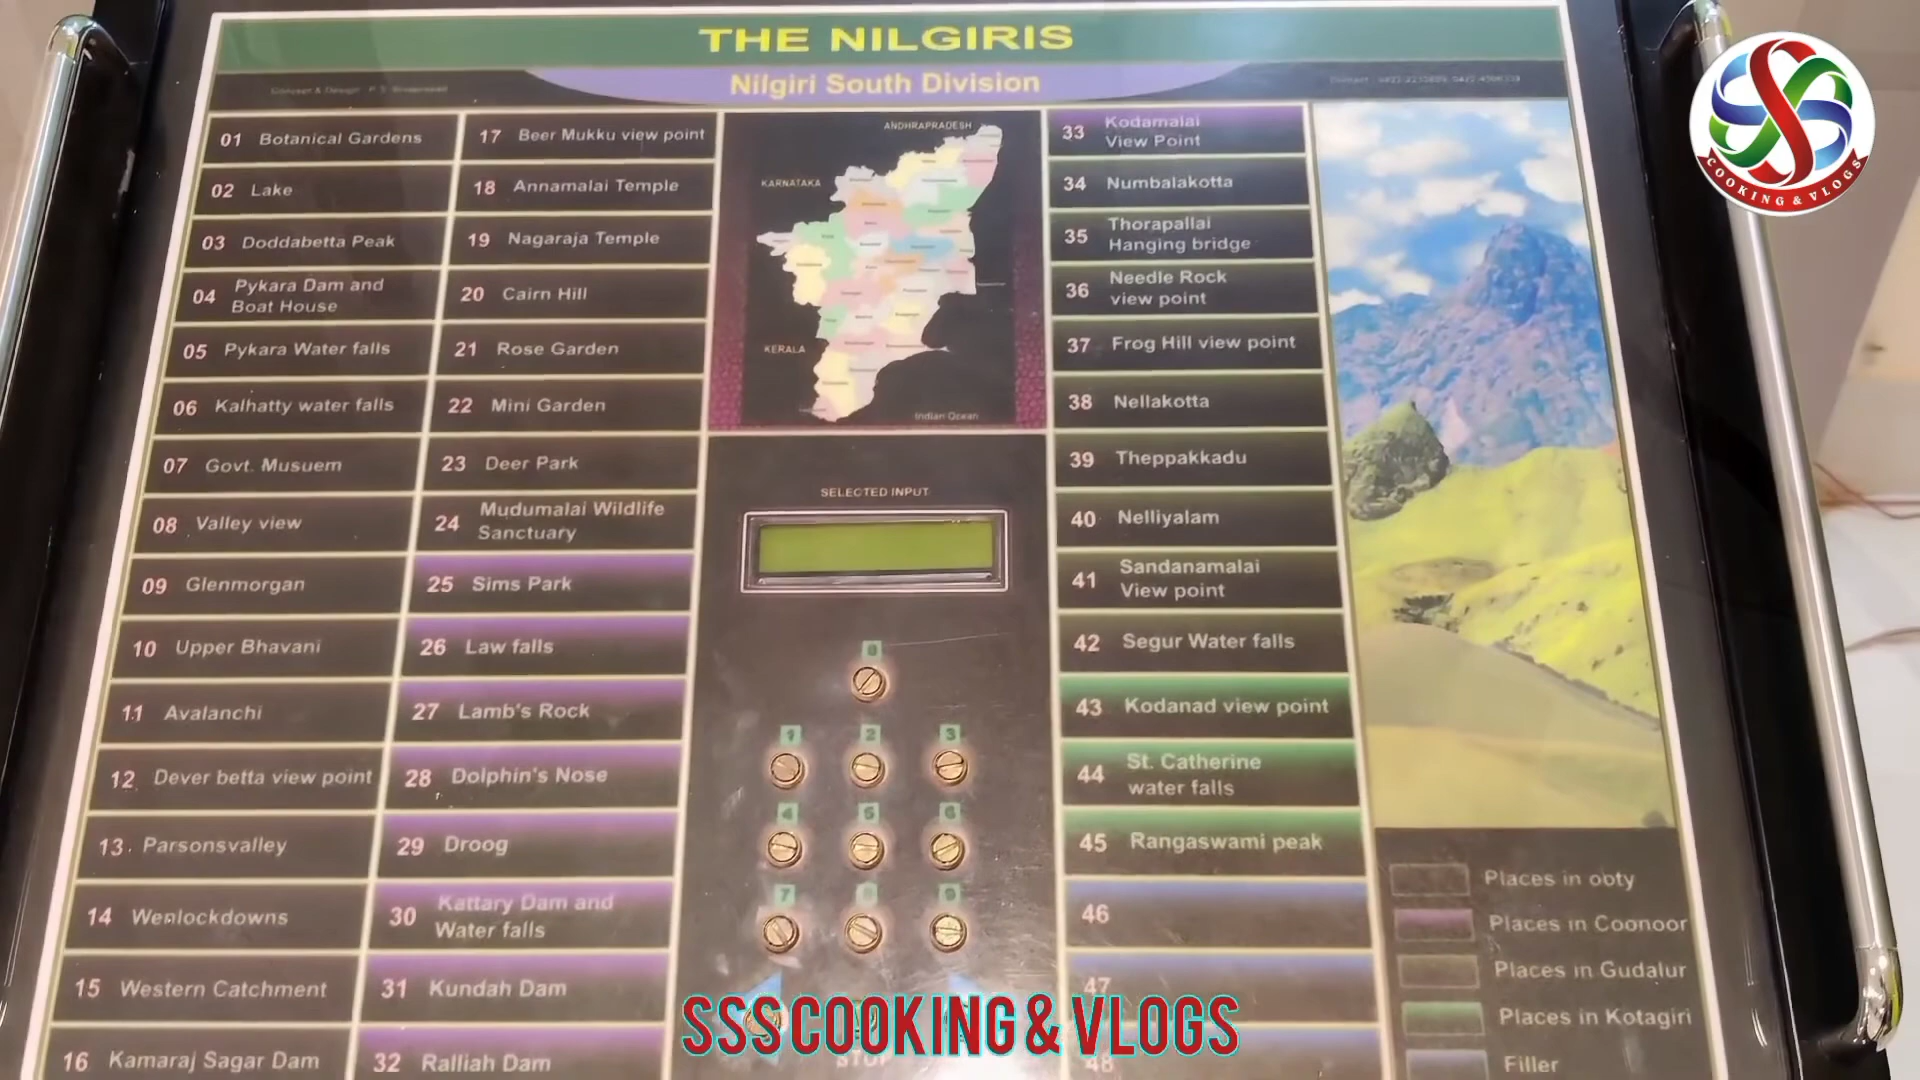 THE NILGIRIS
Nilgiri South Division
01 Botanical Gardens
02 Lake
03 Doddabetta Peak
04 Pykara Dam and
Boat House
05 Pykara Water falls
06 Kalhatty water falls
07 Govt. Musuem
08 Valley view
09 Glenmorgan
10 Upper Bhavani
11 Avalanchi
12 Dever betta view point
13. Parsonsvalley
14 Wenlockdowns
15 Western Catchment
16 Kamaraj Sagar Dam
17 Beer Mukku view point
18 Annamalai Temple
19 Nagaraja Temple
20 Cairn Hill
21 Rose Garden
22 Mini Garden
23 Deer Park
24 Mudumalai Wildlife
Sanctuary
25 Sims Park
26 Law falls
27 Lamb's Rock
28 Dolphin's Nose
29 Droog
30 Kattary Dam and
Water falls
31 Kundah Dam
32 Ralliah Dam
ANDHRAPRADESH
KARNATAKA
KERALA
Indian Ocean
SELECTED INPUT
0
1 2 3
4 5 6
7 8 9
STOP
33 Kodamalai
View Point
34 Numbalakotta
35 Thorapallai
Hanging bridge
36 Needle Rock
view point
37 Frog Hill view point
38 Nellakotta
39 Theppakkadu
40 Nelliyalam
41 Sandanamalai
View point
42 Segur Water falls
43 Kodanad view point
44 St. Catherine
water falls
45 Rangaswami peak
46
47
48
Places in ooty
Places in Coonoor
Places in Gudalur
Places in Kotagiri
Filler
COOKING & VLOGS
SSS COOKING & VLOGS